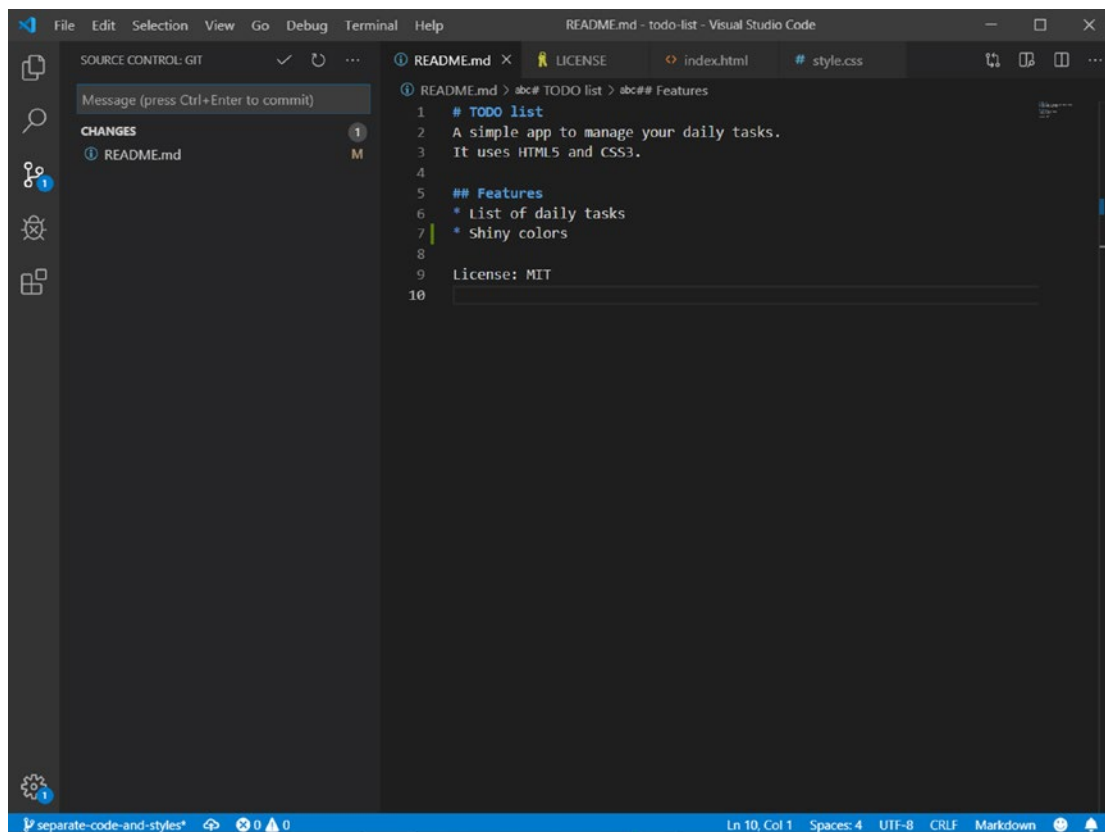 File Edit Selection View Go Debug Terminal Help README.md - todo-list - Visual Studio Code
SOURCE CONTROL: GIT
Message (press Ctrl+Enter to commit)
CHANGES 1
README.md M
1
1
README.md LICENSE index.html # style.css
README.md > abc# TODO list > abc## Features
1 # TODO list
2 A simple app to manage your daily tasks.
3 It uses HTML5 and CSS3.
4
5 ## Features
6 * List of daily tasks
7 * Shiny colors
8
9 License: MIT
10
separate-code-and-styles* 0 0 Ln 10, Col 1 Spaces: 4 UTF-8 CRLF Markdown